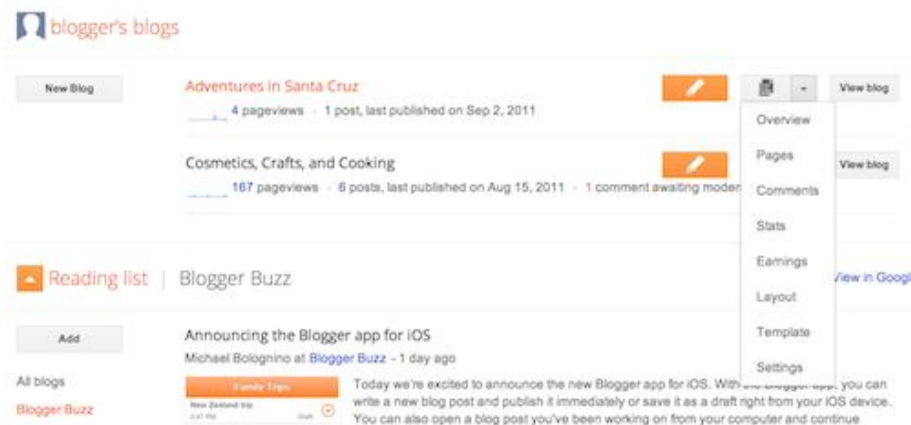 blogger's blogs
New Blog
Adventures in Santa Cruz
View blog
4 pageviews - 1 post, last published on Sep 2, 2011
Overview
Pages
Cosmetics, Crafts, and Cooking
View blog
167 pageviews - 6 posts, last published on Aug 15, 2011 - 1 comment awaiting moder
Comments
Stats
Earnings
Reading list | Blogger Buzz
View in Googl
Layout
Add
Announcing the Blogger app for iOS
Template
Michael Bolognino at Blogger Buzz - 1 day ago
Settings
All blogs
Blogger Buzz
Family Trips
New Zealand trip
Today we're excited to announce the new Blogger app for iOS. With the Blogger app, you can
write a new blog post and publish it immediately or save it as a draft right from your iOS device.
You can also open a blog post you've been working on from your computer and continue